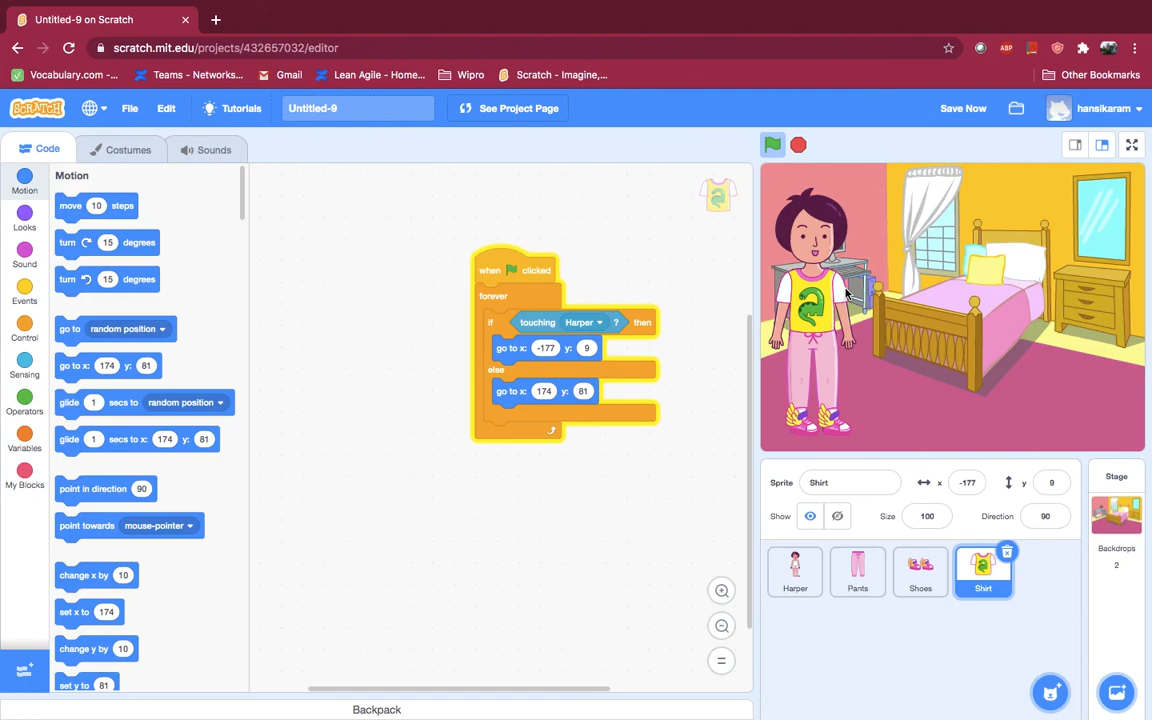 Untitled-9 on Scratch
scratch.mit.edu/projects/432657032/editor
ABP
Vocabulary.com -...
Teams - Networks...
Gmail
Lean Agile - Home...
Wipro
Scratch - Imagine,...
Other Bookmarks
SCRATCH
File
Edit
Tutorials
Untitled-9
See Project Page
Save Now
hansikaram
Code
Costumes
Sounds
Motion
Looks
Sound
Events
Control
Sensing
Operators
Variables
My Blocks
Motion
move 10 steps
turn 15 degrees
turn 15 degrees
go to random position
go to x: 174 y: 81
glide 1 secs to random position
glide 1 secs to x: 174 y: 81
point in direction 90
point towards mouse-pointer
change x by 10
set x to 174
change y by 10
set y to 81
when clicked
forever
if touching Harper ? then
go to x: -177 y: 9
else
go to x: 174 y: 81
Backpack
Sprite Shirt x -177 y 9
Show Size 100 Direction 90
Harper
Pants
Shoes
Shirt
Stage
Backdrops
2